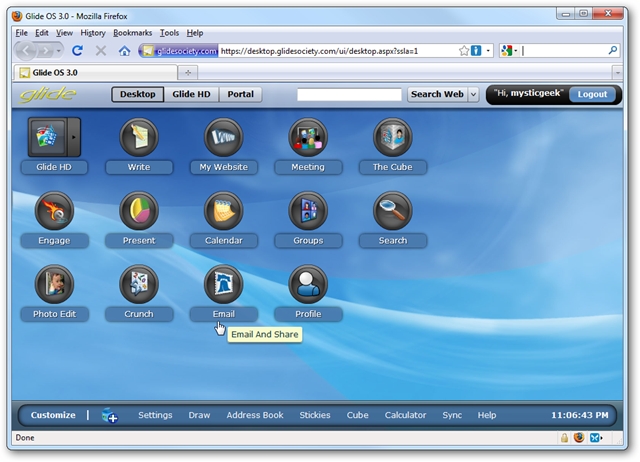 Glide OS 3.0 - Mozilla Firefox
File Edit View History Bookmarks Tools Help
glidesociety.com https://desktop.glidesociety.com/ui/desktop.aspx?ssla=1
Glide OS 3.0
glide Desktop Glide HD Portal Search Web "Hi, mysticgeek" Logout
Glide HD Write My Website Meeting The Cube
Engage Present Calendar Groups Search
Photo Edit Crunch Email Profile
Email And Share
Customize | Settings Draw Address Book Stickies Cube Calculator Sync Help 11:06:43 PM
Done